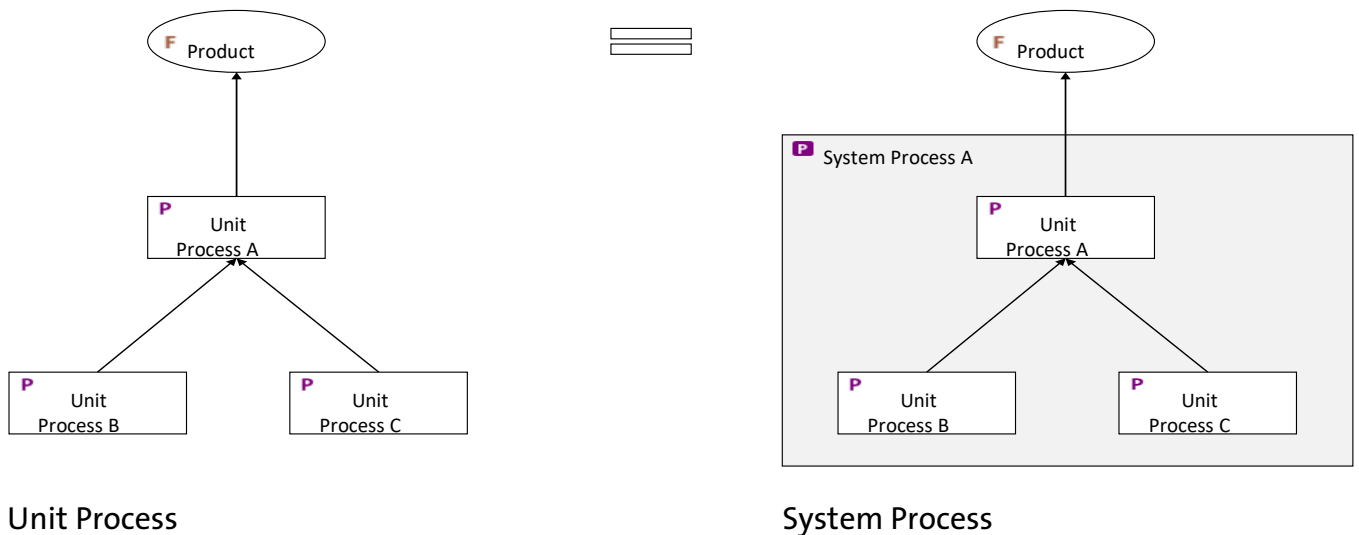 F Product
P Unit
Process A
P Unit
Process B
P Unit
Process C
Unit Process
F Product
P System Process A
P Unit
Process A
P Unit
Process B
P Unit
Process C
System Process